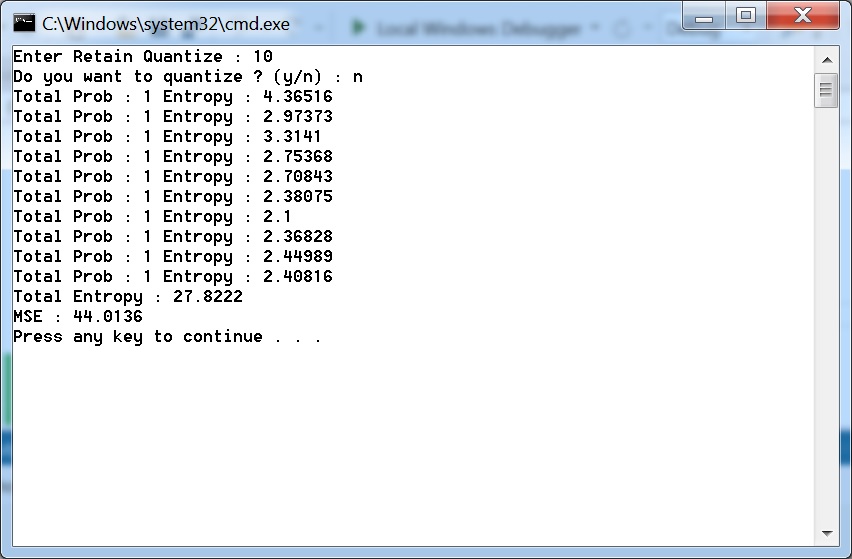 C:\Windows\system32\cmd.exe
Local Windows Debugger
Enter Retain Quantize : 10
Do you want to quantize ? (y/n) : n
Total Prob : 1 Entropy : 4.36516
Total Prob : 1 Entropy : 2.97373
Total Prob : 1 Entropy : 3.3141
Total Prob : 1 Entropy : 2.75368
Total Prob : 1 Entropy : 2.70843
Total Prob : 1 Entropy : 2.38075
Total Prob : 1 Entropy : 2.1
Total Prob : 1 Entropy : 2.36828
Total Prob : 1 Entropy : 2.44989
Total Prob : 1 Entropy : 2.40816
Total Entropy : 27.8222
MSE : 44.0136
Press any key to continue . . .